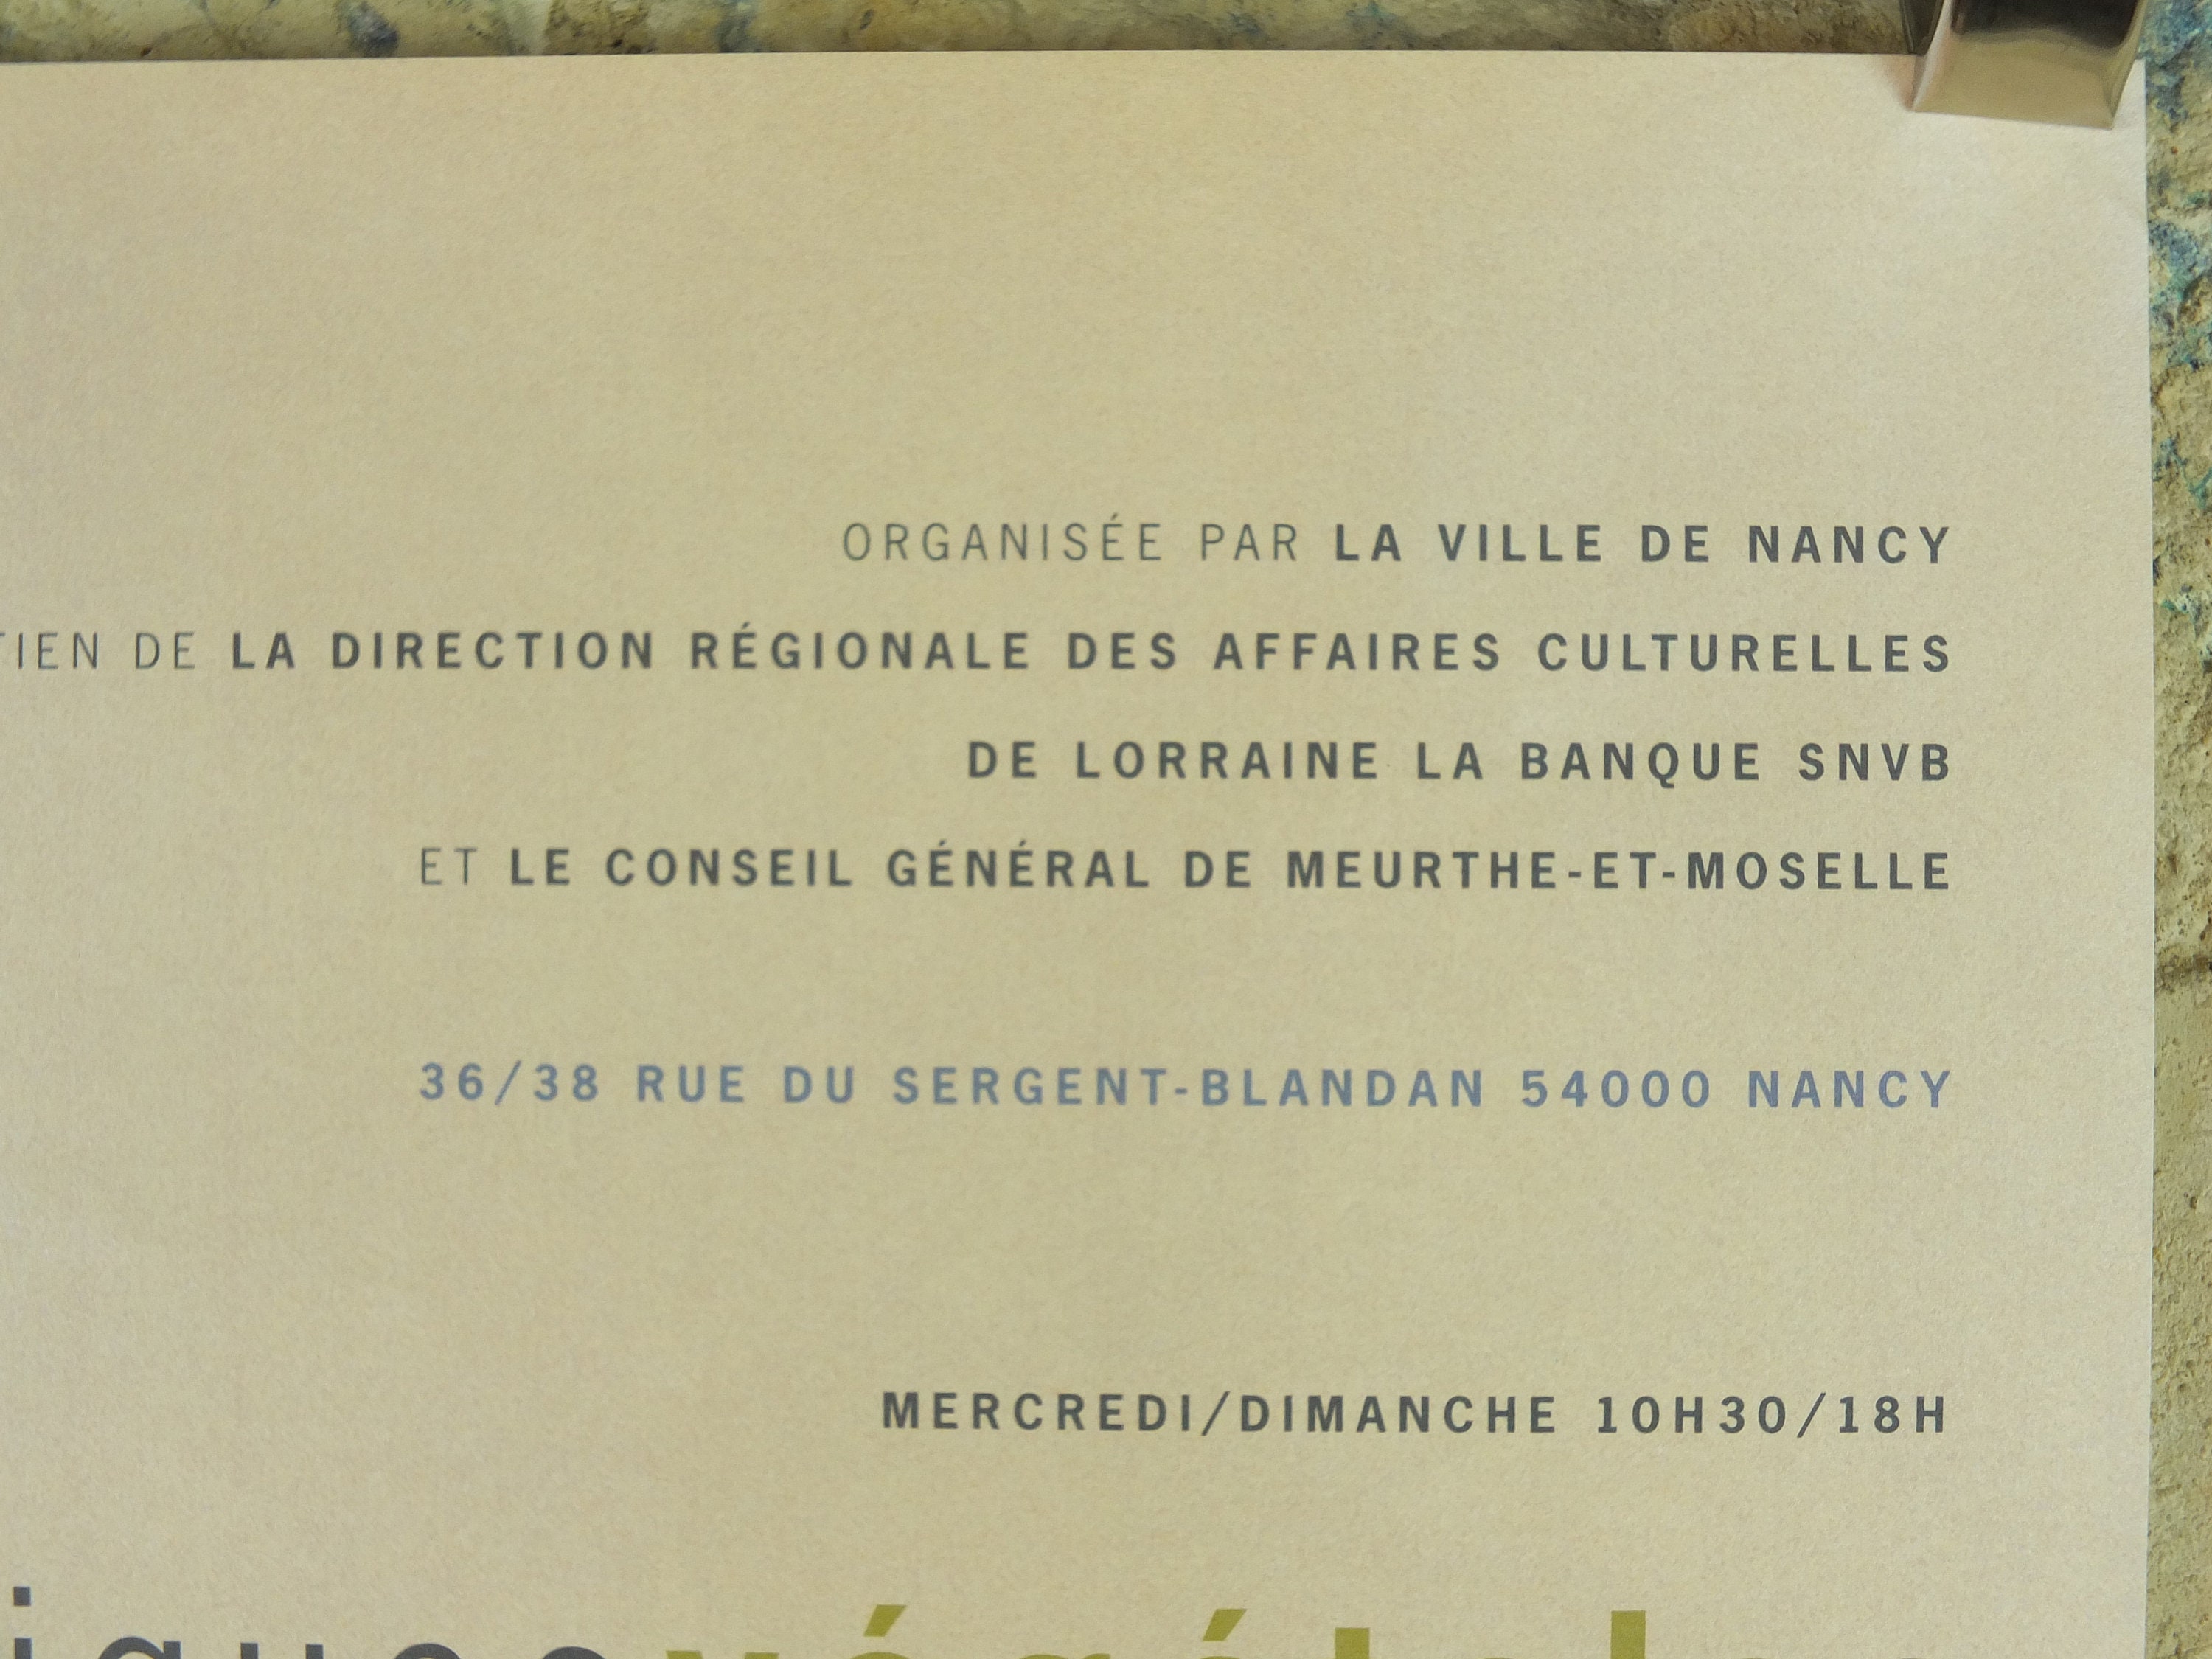 ORGANISÉE PAR LA VILLE DE NANCY
TIEN DE LA DIRECTION RÉGIONALE DES AFFAIRES CULTURELLES
DE LORRAINE LA BANQUE SNVB
ET LE CONSEIL GÉNÉRAL DE MEURTHE-ET-MOSELLE
36/38 RUE DU SERGENT-BLANDAN 54000 NANCY
MERCREDI/DIMANCHE 10H30/18H